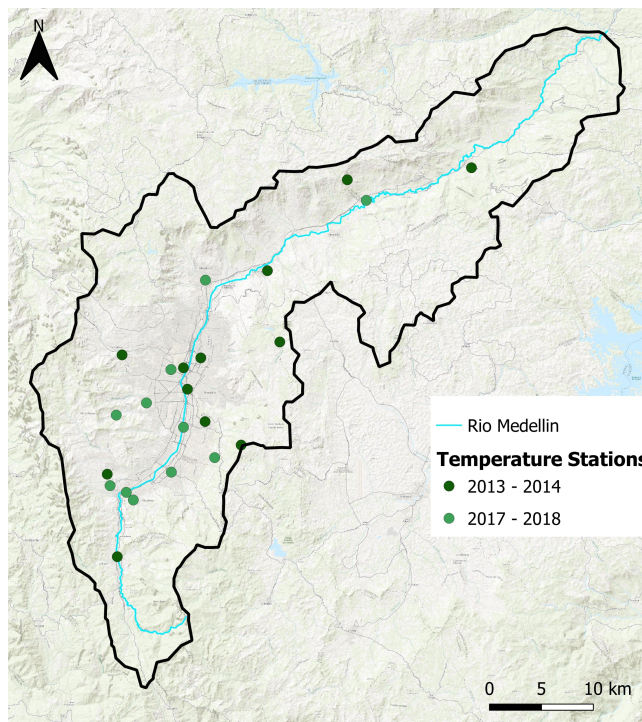 N
Rio Medellin
Temperature Stations
2013 - 2014
2017 - 2018
0 5 10 km